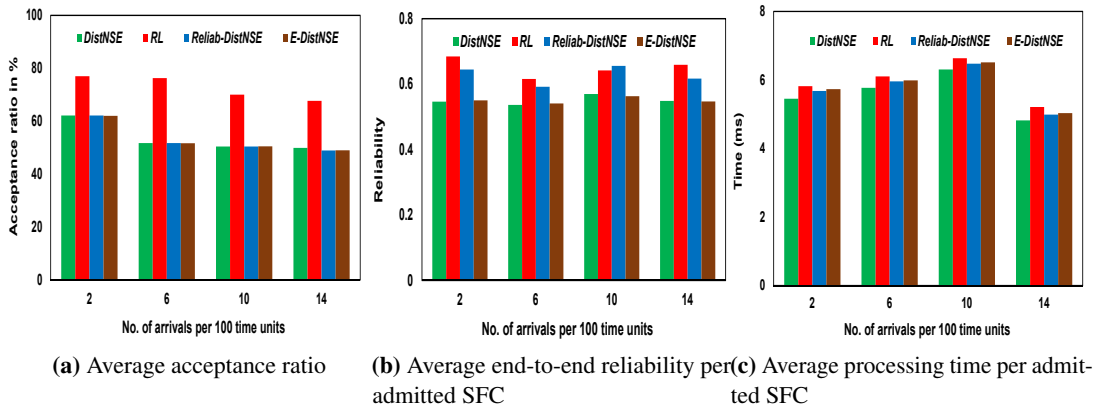 100
80
60
40
20
0
Acceptance ratio in %
DistNSE RL Reliab-DistNSE E-DistNSE
2 6 10 14
No. of arrivals per 100 time units
(a) Average acceptance ratio
0.8
0.6
0.4
0.2
0
Reliability
DistNSE RL Reliab-DistNSE E-DistNSE
2 6 10 14
No. of arrivals per 100 time units
(b) Average end-to-end reliability per
admitted SFC
8
6
4
2
0
Time (ms)
DistNSE RL Reliab-DistNSE E-DistNSE
2 6 10 14
No. of arrivals per 100 time units
(c) Average processing time per admit-
ted SFC